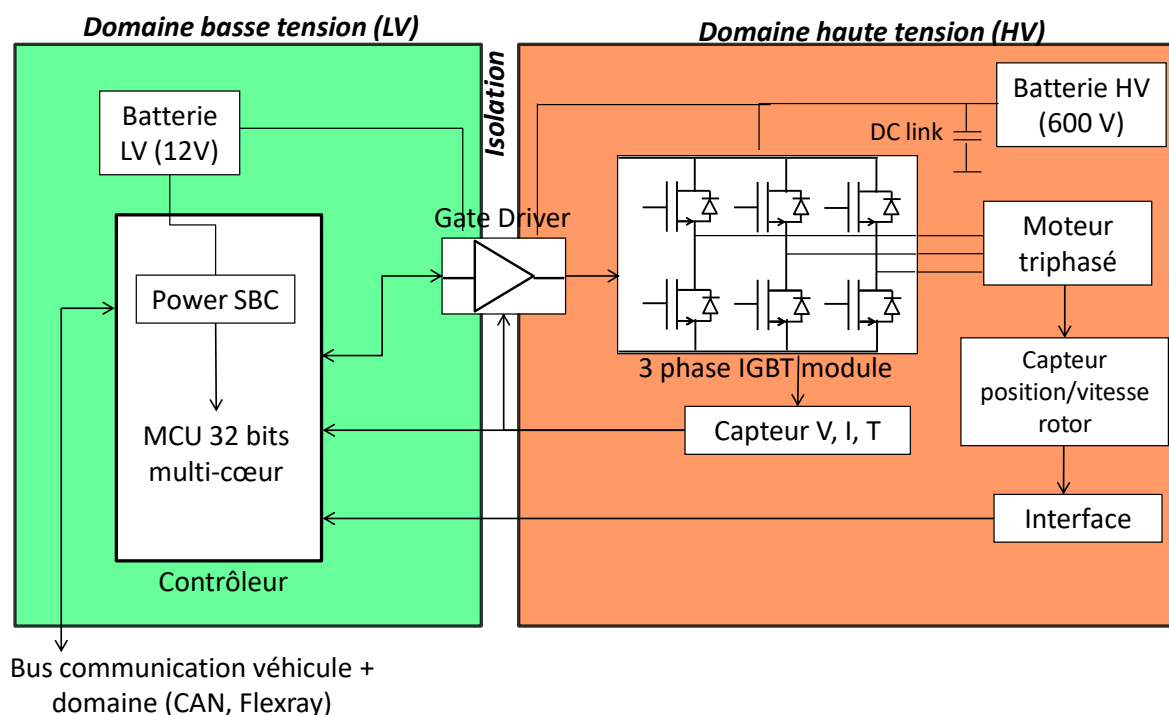 Domaine basse tension (LV)
Domaine haute tension (HV)
Isolation
Batterie
LV (12V)
Batterie HV
(600 V)
DC link
Gate Driver
Moteur
triphasé
Power SBC
3 phase IGBT module
Capteur
position/vitesse
rotor
MCU 32 bits
multi-cœur
Capteur V, I, T
Interface
Contrôleur
Bus communication véhicule +
domaine (CAN, Flexray)